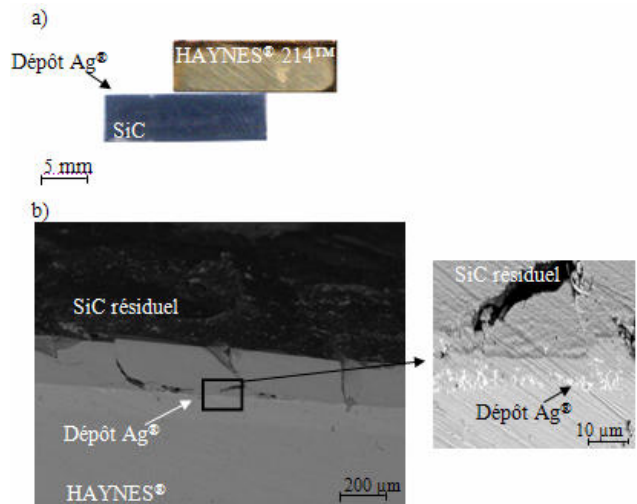 a)
HAYNES® 214™
Dépôt Ag®
SiC
5 mm
b)
SiC résiduel
Dépôt Ag®
HAYNES®
200 µm
SiC résiduel
Dépôt Ag®
10 µm